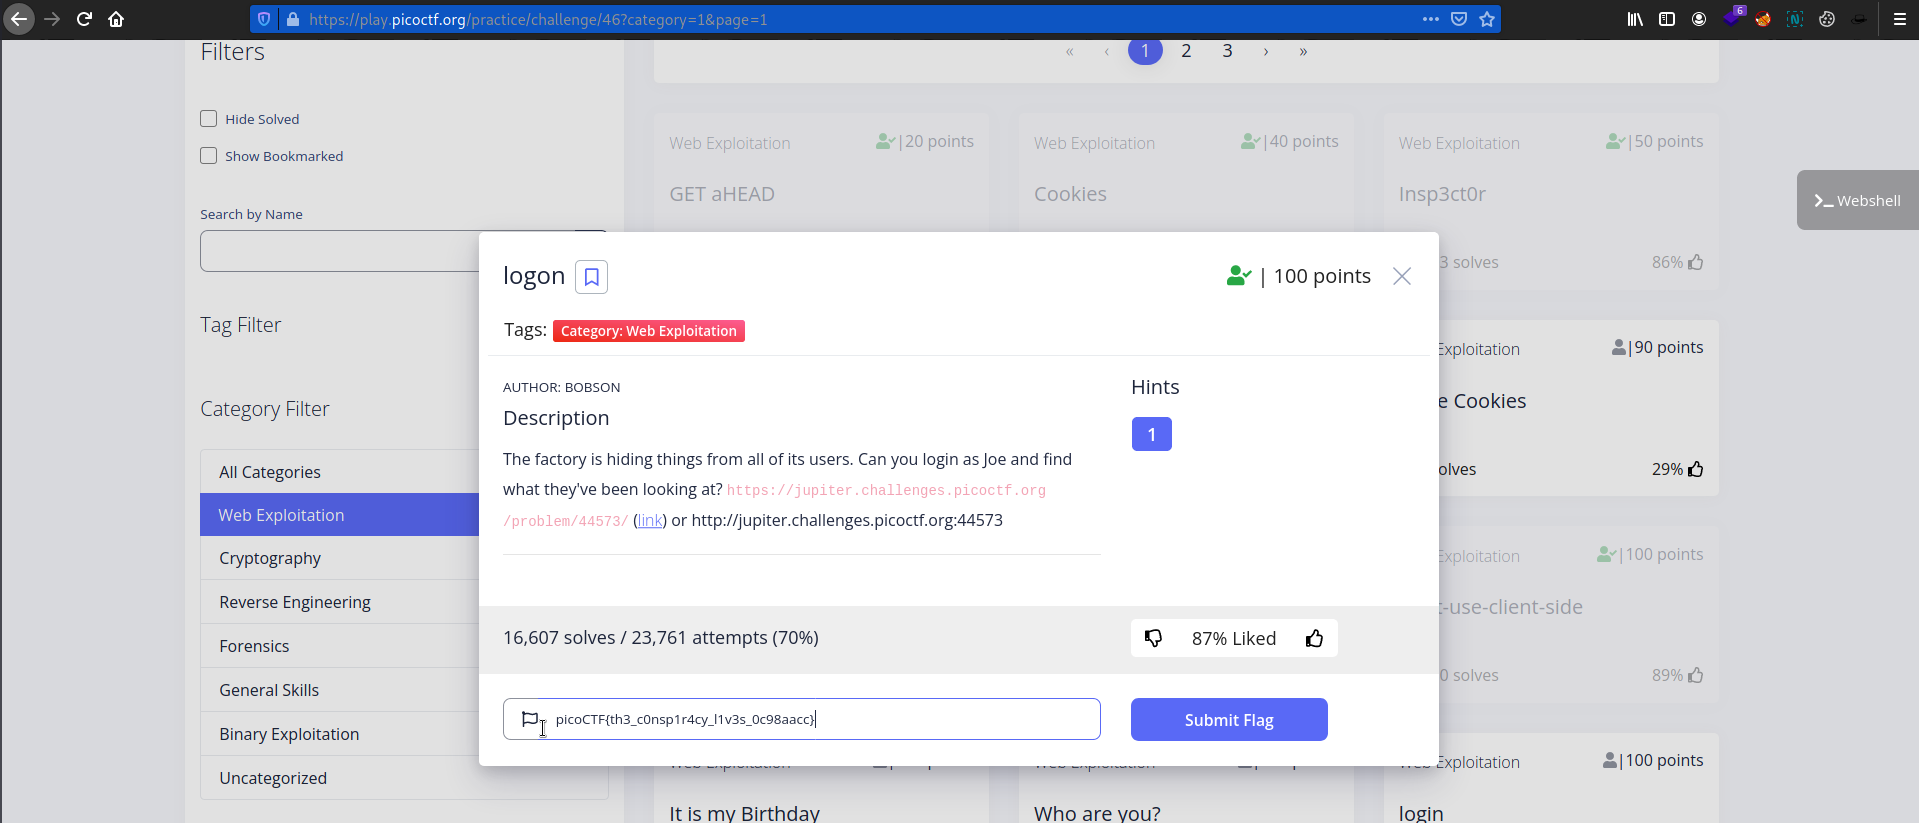 https://play.picoctf.org/practice/challenge/46?category=1&page=1
6
Filters
« ‹ 1 2 3 › »
Hide Solved
Show Bookmarked
Search by Name
Tag Filter
Category Filter
All Categories
Web Exploitation
Cryptography
Reverse Engineering
Forensics
General Skills
Binary Exploitation
Uncategorized
Web Exploitation |20 points
GET aHEAD
Web Exploitation |40 points
Cookies
Web Exploitation |50 points
Insp3ct0r
3 solves 86%
>_ Webshell
logon | 100 points
Tags: Category: Web Exploitation
AUTHOR: BOBSON
Description
The factory is hiding things from all of its users. Can you login as Joe and find
what they've been looking at? https://jupiter.challenges.picoctf.org
/problem/44573/ (link) or http://jupiter.challenges.picoctf.org:44573
Hints
1
16,607 solves / 23,761 attempts (70%)
87% Liked
picoCTF{th3_c0nsp1r4cy_l1v3s_0c98aacc}
Submit Flag
Exploitation |90 points
e Cookies
olves 29%
Exploitation |100 points
t-use-client-side
0 solves 89%
Web Exploitation
It is my Birthday
Web Exploitation
Who are you?
Web Exploitation |100 points
login